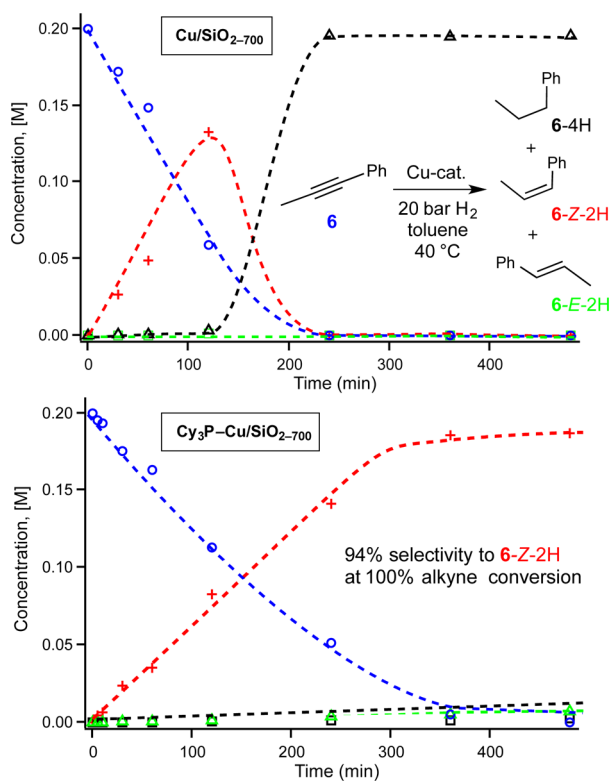 Cu/SiO2–700
Concentration, [M]
0.20
0.15
0.10
0.05
0.00
0
100
200
300
400
Time (min)
Ph
6-4H
+
Ph
6
Cu-cat.
20 bar H2
toluene
40 °C
Ph
6-Z-2H
+
Ph
6-E-2H
Cy3P–Cu/SiO2–700
Concentration, [M]
0.20
0.15
0.10
0.05
0.00
0
100
200
300
400
Time (min)
94% selectivity to 6-Z-2H
at 100% alkyne conversion